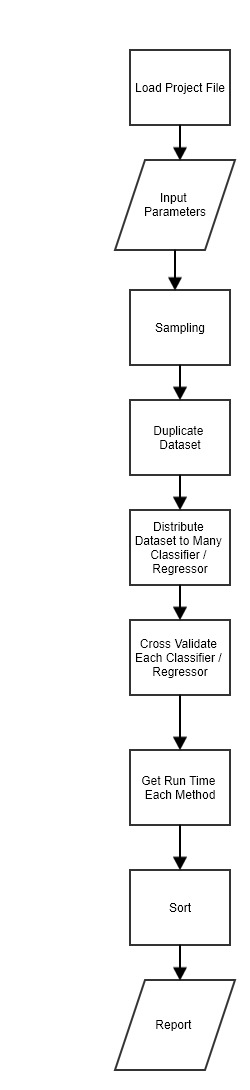 Load Project File
Input
Parameters
Sampling
Duplicate
Dataset
Distribute
Dataset to Many
Classifier /
Regressor
Cross Validate
Each Classifier /
Regressor
Get Run Time
Each Method
Sort
Report